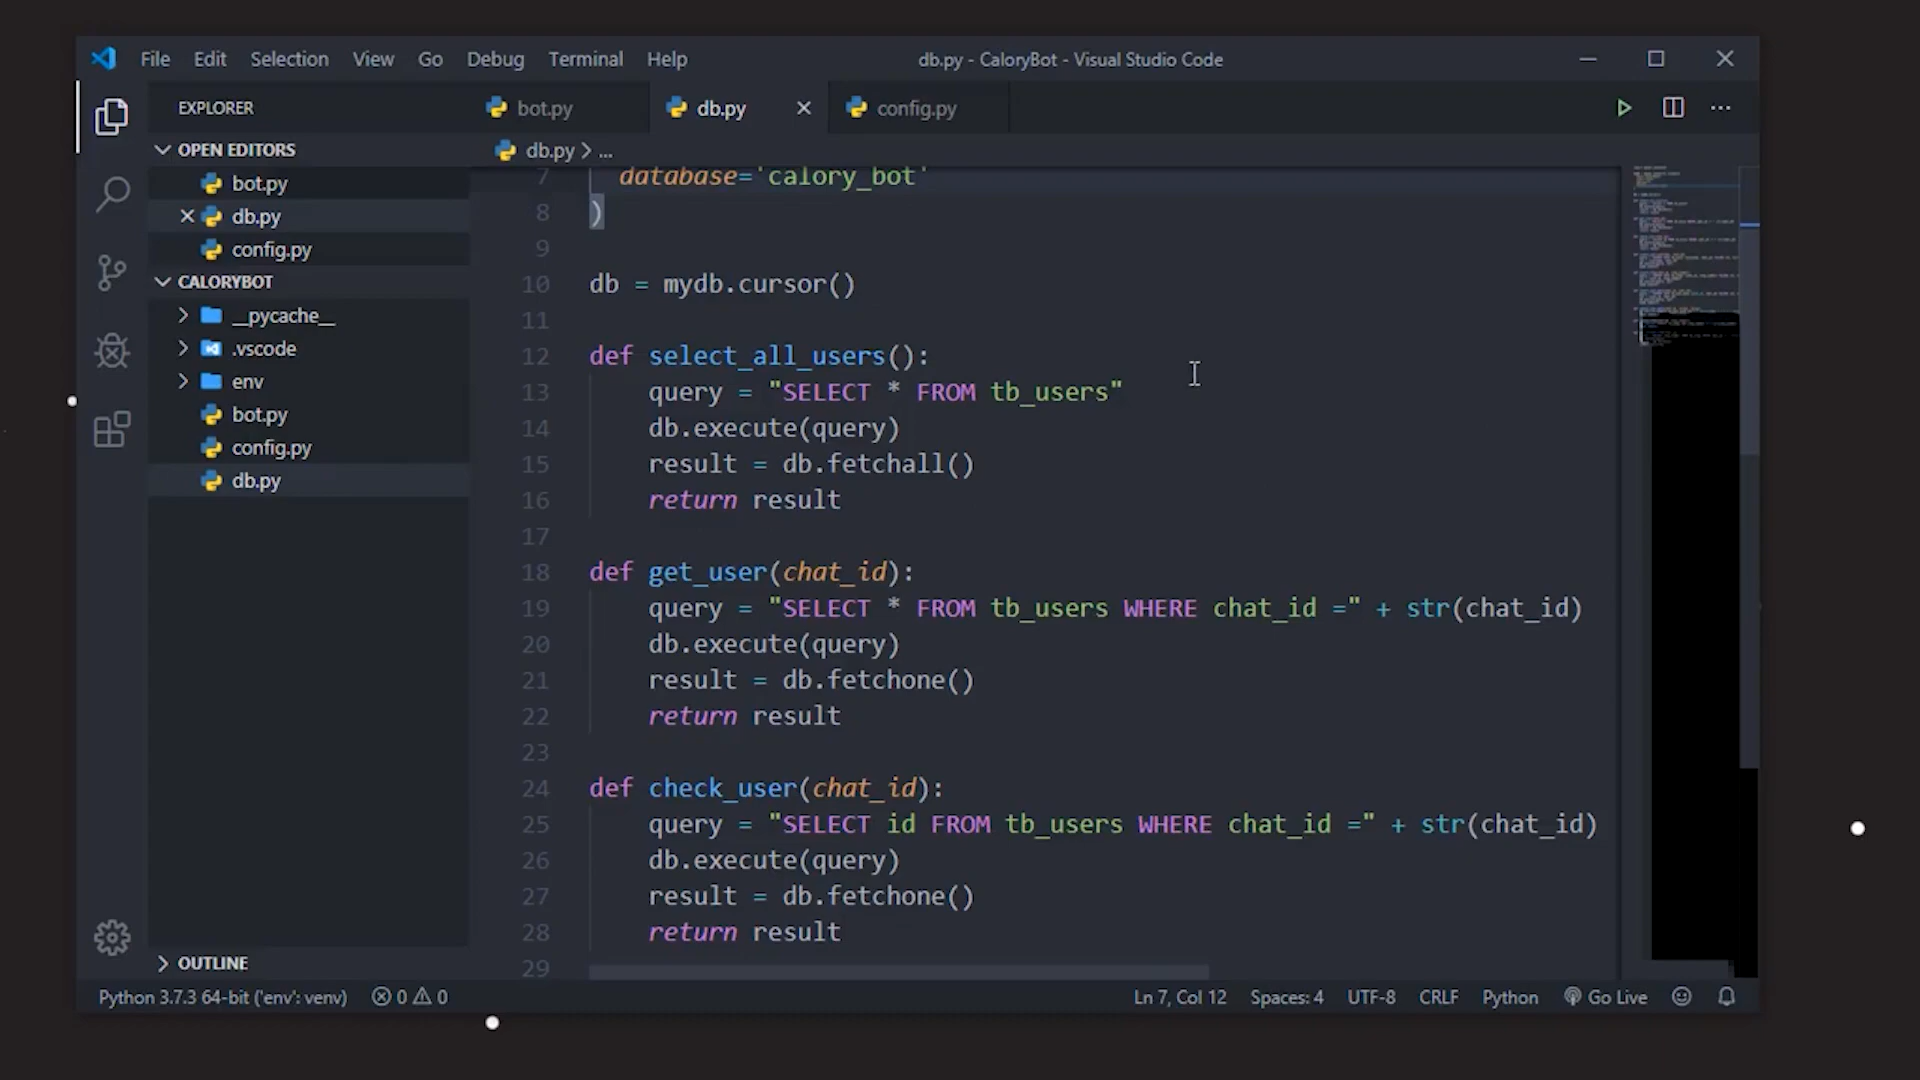 File Edit Selection View Go Debug Terminal Help db.py - CaloryBot - Visual Studio Code
EXPLORER
OPEN EDITORS
bot.py
db.py
config.py
CALORYBOT
__pycache__
.vscode
env
bot.py
config.py
db.py
OUTLINE
bot.py db.py config.py
db.py > ...
7 database='calory_bot'
8 )
9
10 db = mydb.cursor()
11
12 def select_all_users():
13 query = "SELECT * FROM tb_users"
14 db.execute(query)
15 result = db.fetchall()
16 return result
17
18 def get_user(chat_id):
19 query = "SELECT * FROM tb_users WHERE chat_id =" + str(chat_id)
20 db.execute(query)
21 result = db.fetchone()
22 return result
23
24 def check_user(chat_id):
25 query = "SELECT id FROM tb_users WHERE chat_id =" + str(chat_id)
26 db.execute(query)
27 result = db.fetchone()
28 return result
29
Python 3.7.3 64-bit ('env': venv) 0 0 Ln 7, Col 12 Spaces: 4 UTF-8 CRLF Python Go Live